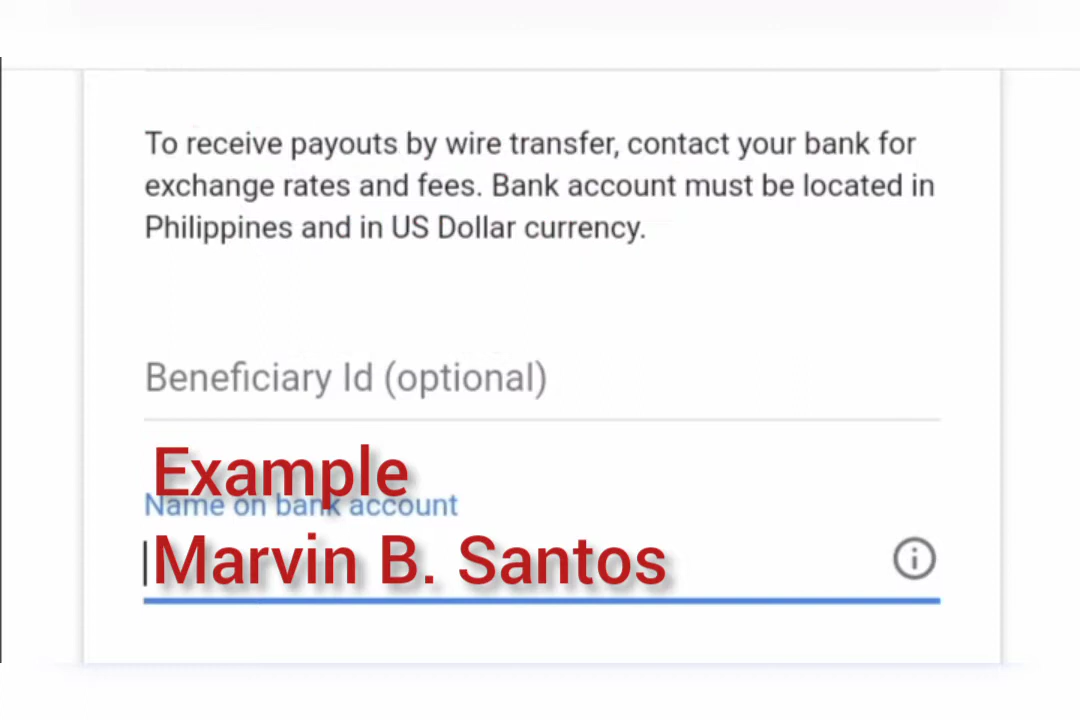 To receive payouts by wire transfer, contact your bank for
exchange rates and fees. Bank account must be located in
Philippines and in US Dollar currency.
Beneficiary Id (optional)
Example
Name on bank account
Marvin B. Santos